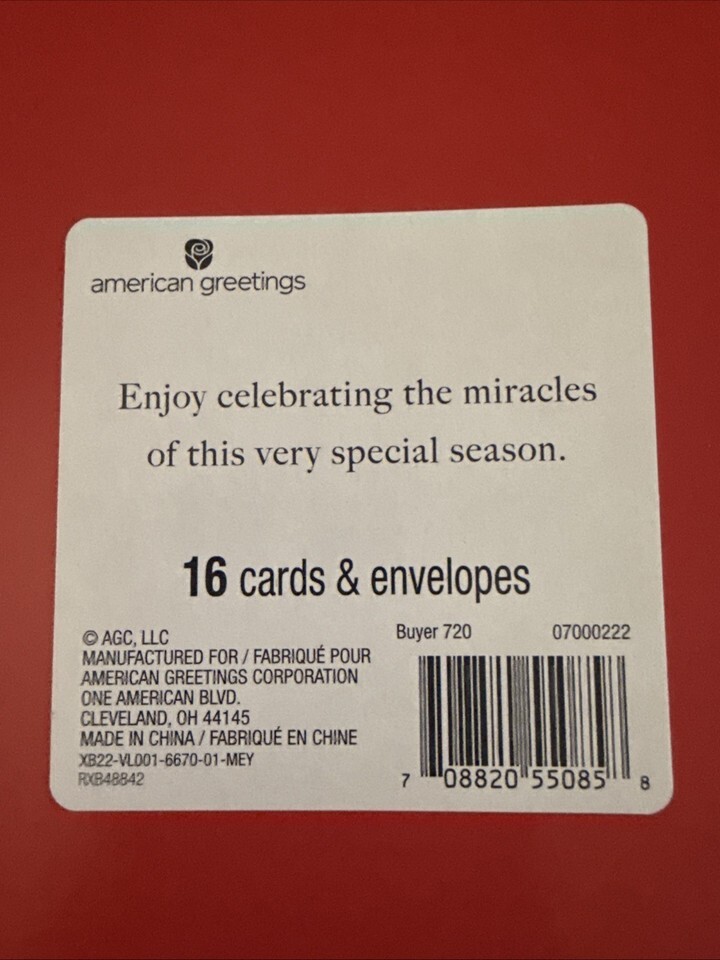 american greetings
Enjoy celebrating the miracles
of this very special season.
16 cards & envelopes
© AGC, LLC
MANUFACTURED FOR / FABRIQUÉ POUR
AMERICAN GREETINGS CORPORATION
ONE AMERICAN BLVD.
CLEVELAND, OH 44145
MADE IN CHINA / FABRIQUÉ EN CHINE
XB22-VL001-6670-01-MEY
RXB48842
Buyer 720 07000222
7 08820 55085 8